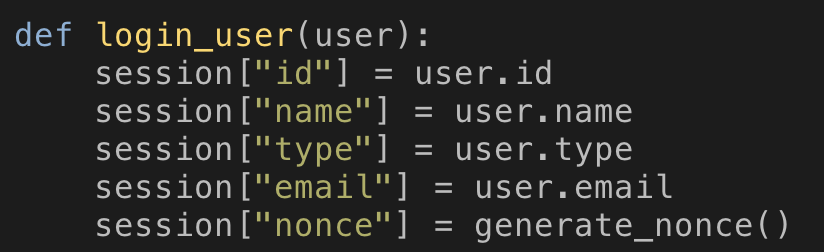 def login_user(user):
    session["id"] = user.id
    session["name"] = user.name
    session["type"] = user.type
    session["email"] = user.email
    session["nonce"] = generate_nonce()